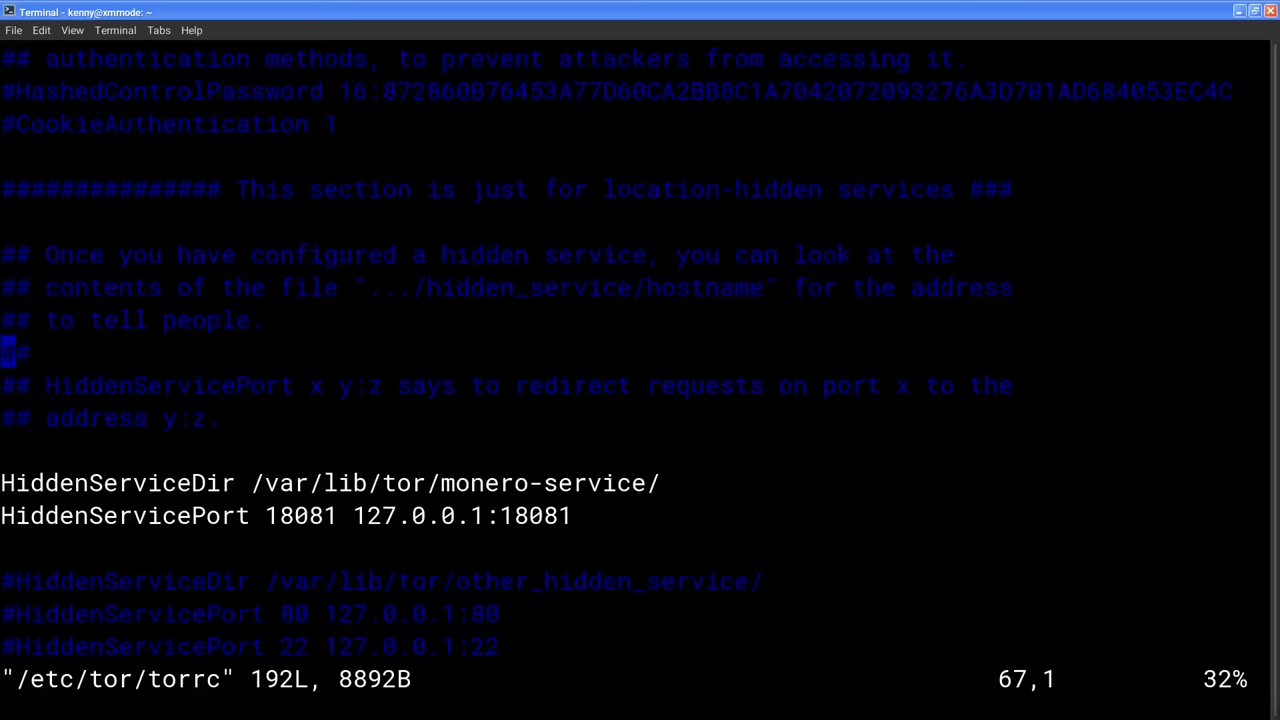 Terminal - kenny@xmrnode: ~
File Edit View Terminal Tabs Help
## authentication methods, to prevent attackers from accessing it.
#HashedControlPassword 16:872860B76453A77D60CA2BB8C1A7042072093276A3D701AD684053EC4C
#CookieAuthentication 1
############### This section is just for location-hidden services ###
## Once you have configured a hidden service, you can look at the
## contents of the file ".../hidden_service/hostname" for the address
## to tell people.
##
## HiddenServicePort x y:z says to redirect requests on port x to the
## address y:z.
HiddenServiceDir /var/lib/tor/monero-service/
HiddenServicePort 18081 127.0.0.1:18081
#HiddenServiceDir /var/lib/tor/other_hidden_service/
#HiddenServicePort 80 127.0.0.1:80
#HiddenServicePort 22 127.0.0.1:22
"/etc/tor/torrc" 192L, 8892B 67,1 32%